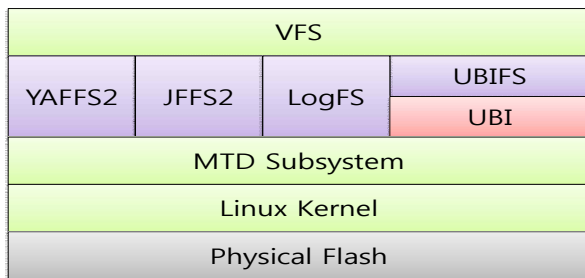 VFS
YAFFS2
JFFS2
LogFS
UBIFS
UBI
MTD Subsystem
Linux Kernel
Physical Flash